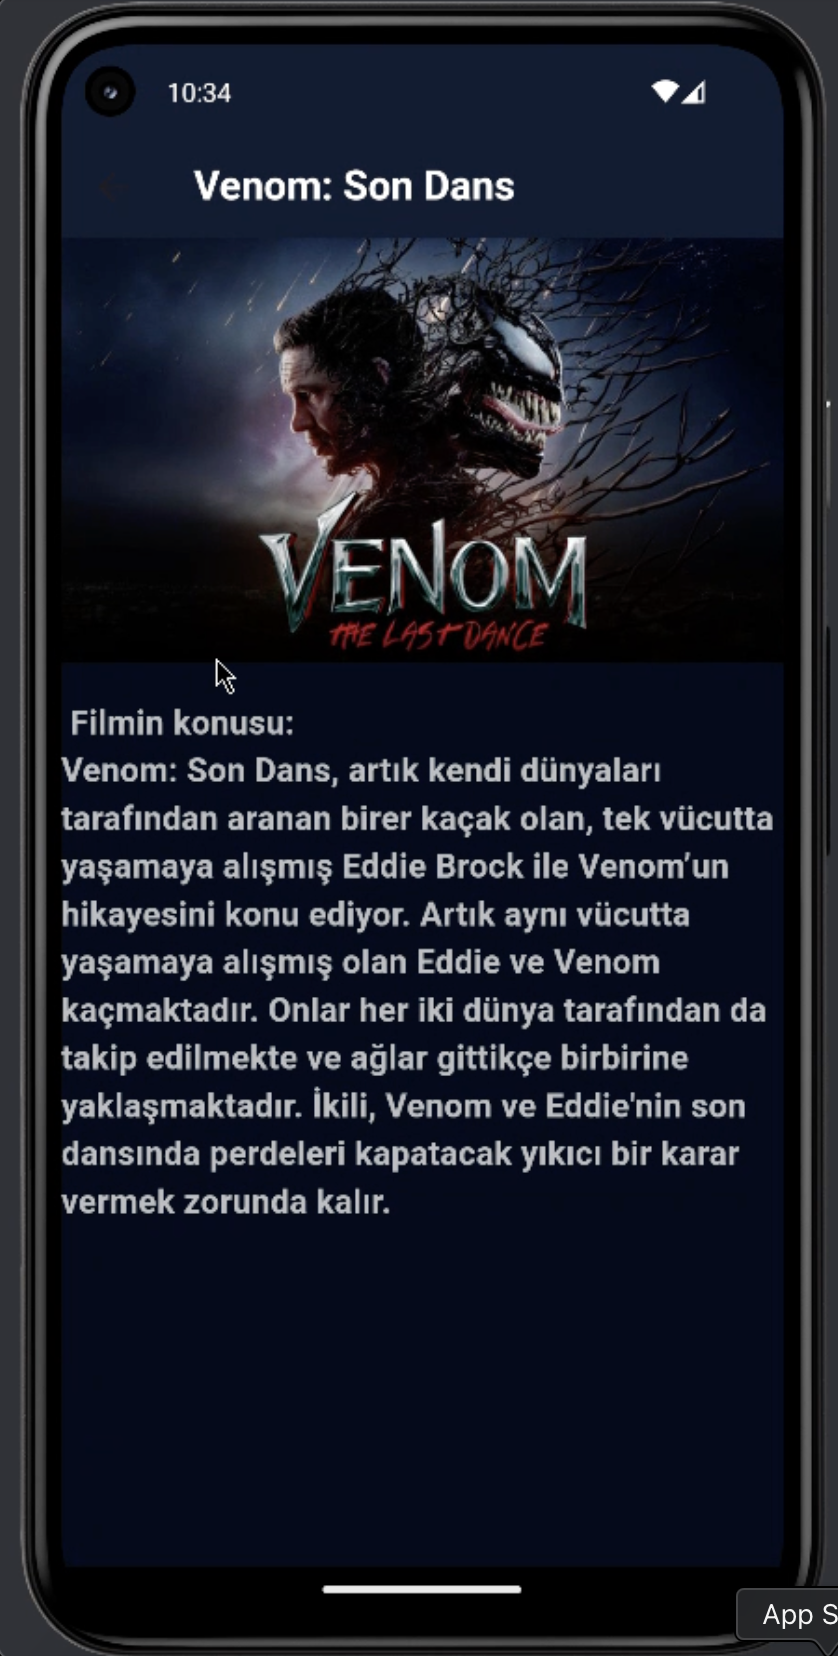 10:34
Venom: Son Dans
VENOM
THE LAST DANCE
Filmin konusu:
Venom: Son Dans, artık kendi dünyaları
tarafından aranan birer kaçak olan, tek vücutta
yaşamaya alışmış Eddie Brock ile Venom’un
hikayesini konu ediyor. Artık aynı vücutta
yaşamaya alışmış olan Eddie ve Venom
kaçmaktadır. Onlar her iki dünya tarafından da
takip edilmekte ve ağlar gittikçe birbirine
yaklaşmaktadır. İkili, Venom ve Eddie'nin son
dansında perdeleri kapatacak yıkıcı bir karar
vermek zorunda kalır.
App S